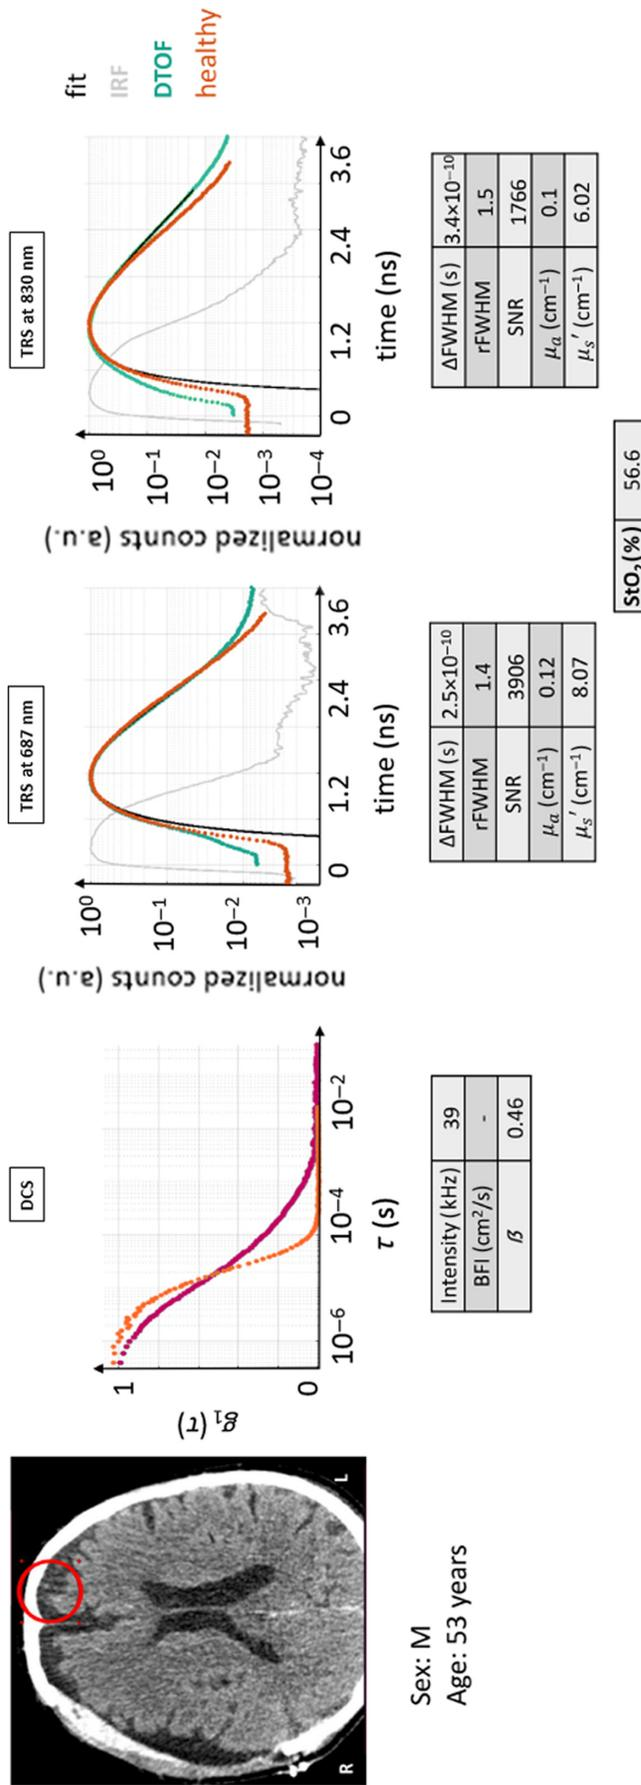 R
L
Sex: M
Age: 53 years
DCS
g₁(τ)
1
0
10⁻⁶
10⁻⁴
10⁻²
τ (s)
Intensity (kHz) 39
BFI (cm²/s) -
ß 0.46
TRS at 687 nm
normalized counts (a.u.)
10⁰
10⁻¹
10⁻²
10⁻³
0
1.2
2.4
3.6
time (ns)
ΔFWHM (s) 2.5×10⁻¹⁰
rFWHM 1.4
SNR 3906
μₐ (cm⁻¹) 0.12
μₛ′ (cm⁻¹) 8.07
TRS at 830 nm
normalized counts (a.u.)
10⁰
10⁻¹
10⁻²
10⁻³
10⁻⁴
0
1.2
2.4
3.6
time (ns)
fit
IRF
DTOF
healthy
ΔFWHM (s) 3.4×10⁻¹⁰
rFWHM 1.5
SNR 1766
μₐ (cm⁻¹) 0.1
μₛ′ (cm⁻¹) 6.02
StO₂(%) 56.6